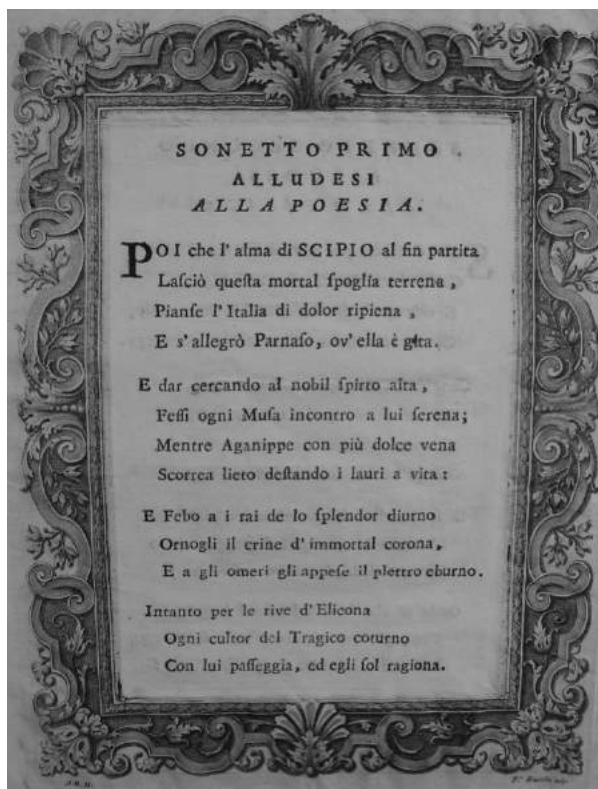 SONETTO PRIMO
ALLUDESI
ALLA POESIA.
POI che l' alma di SCIPIO al fin partita
Laſciò queſta mortal ſpoglia terrena ,
Pianſe l' Italia di dolor ripiena ,
E s' allegrò Parnaſo, ov' ella è gita.
E dar cercando al nobil ſpirto aita ,
Feſſi ogni Muſa incontro a lui ſerena;
Mentre Aganippe con più dolce vena
Scorrea lieto deſtando i lauri a vita:
E Febo a i rai de lo ſplendor diurno
Ornogli il crine d' immortal corona,
E a gli omeri gli appeſe il plettro eburno.
Intanto per le rive d' Elicona
Ogni cultor del Tragico coturno
Con lui paſſeggia, ed egli ſol ragiona.